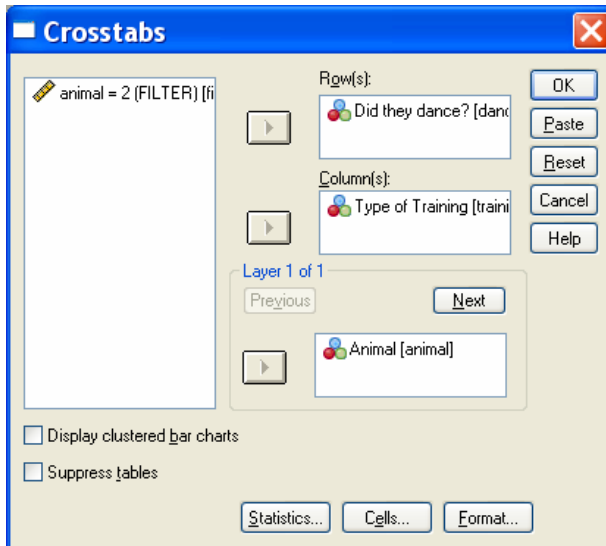 Crosstabs
animal = 2 (FILTER) [fi
Row(s):
Did they dance? [danc
Column(s):
Type of Training [traini
Layer 1 of 1
Previous
Next
Animal [animal]
OK
Paste
Reset
Cancel
Help
Display clustered bar charts
Suppress tables
Statistics...
Cells...
Format...